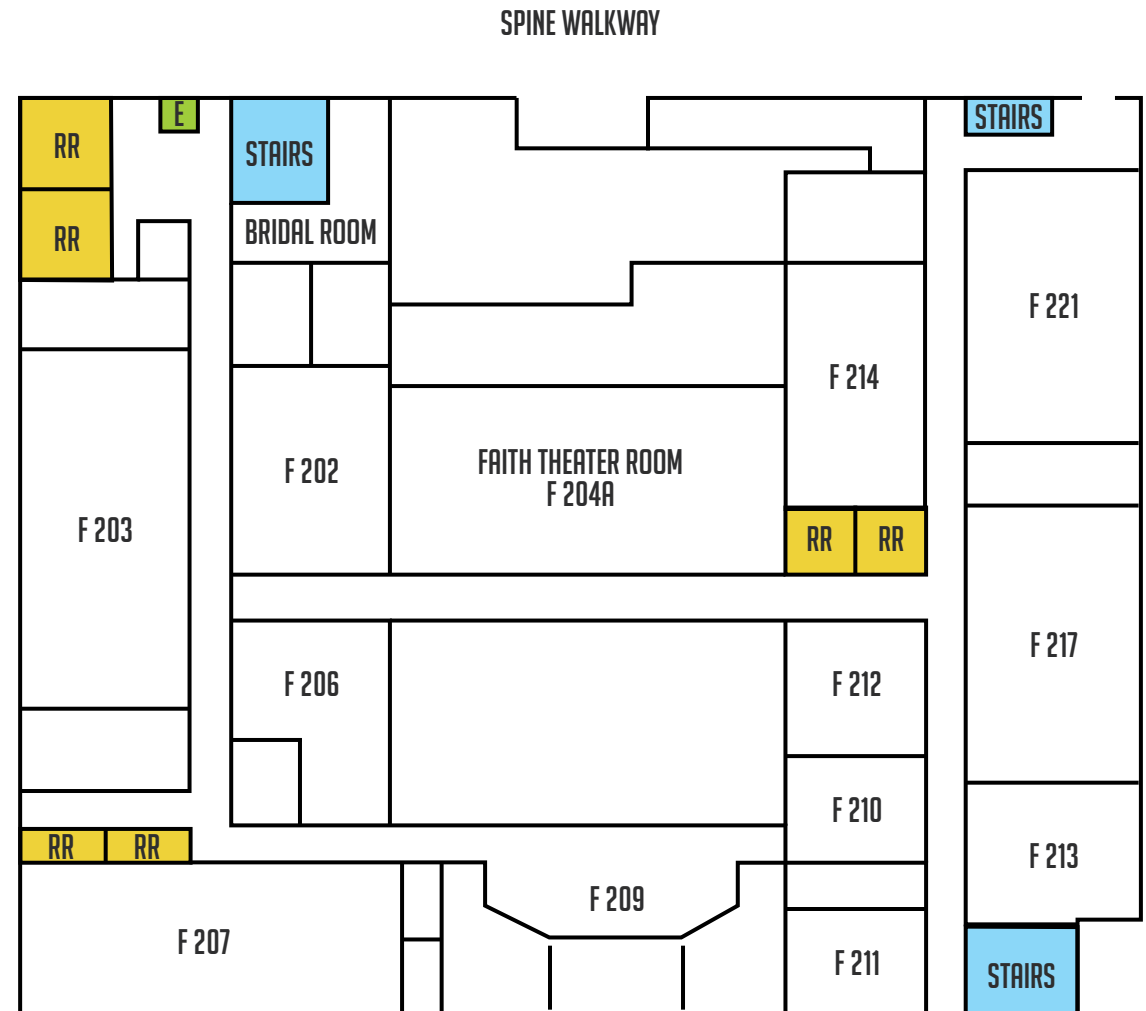 SPINE WALKWAY
RR
E
STAIRS
STAIRS
RR
BRIDAL ROOM
F 221
F 214
F 202
FAITH THEATER ROOM
F 204A
F 203
RR
RR
F 206
F 212
F 217
F 210
RR
RR
F 213
F 209
F 207
F 211
STAIRS